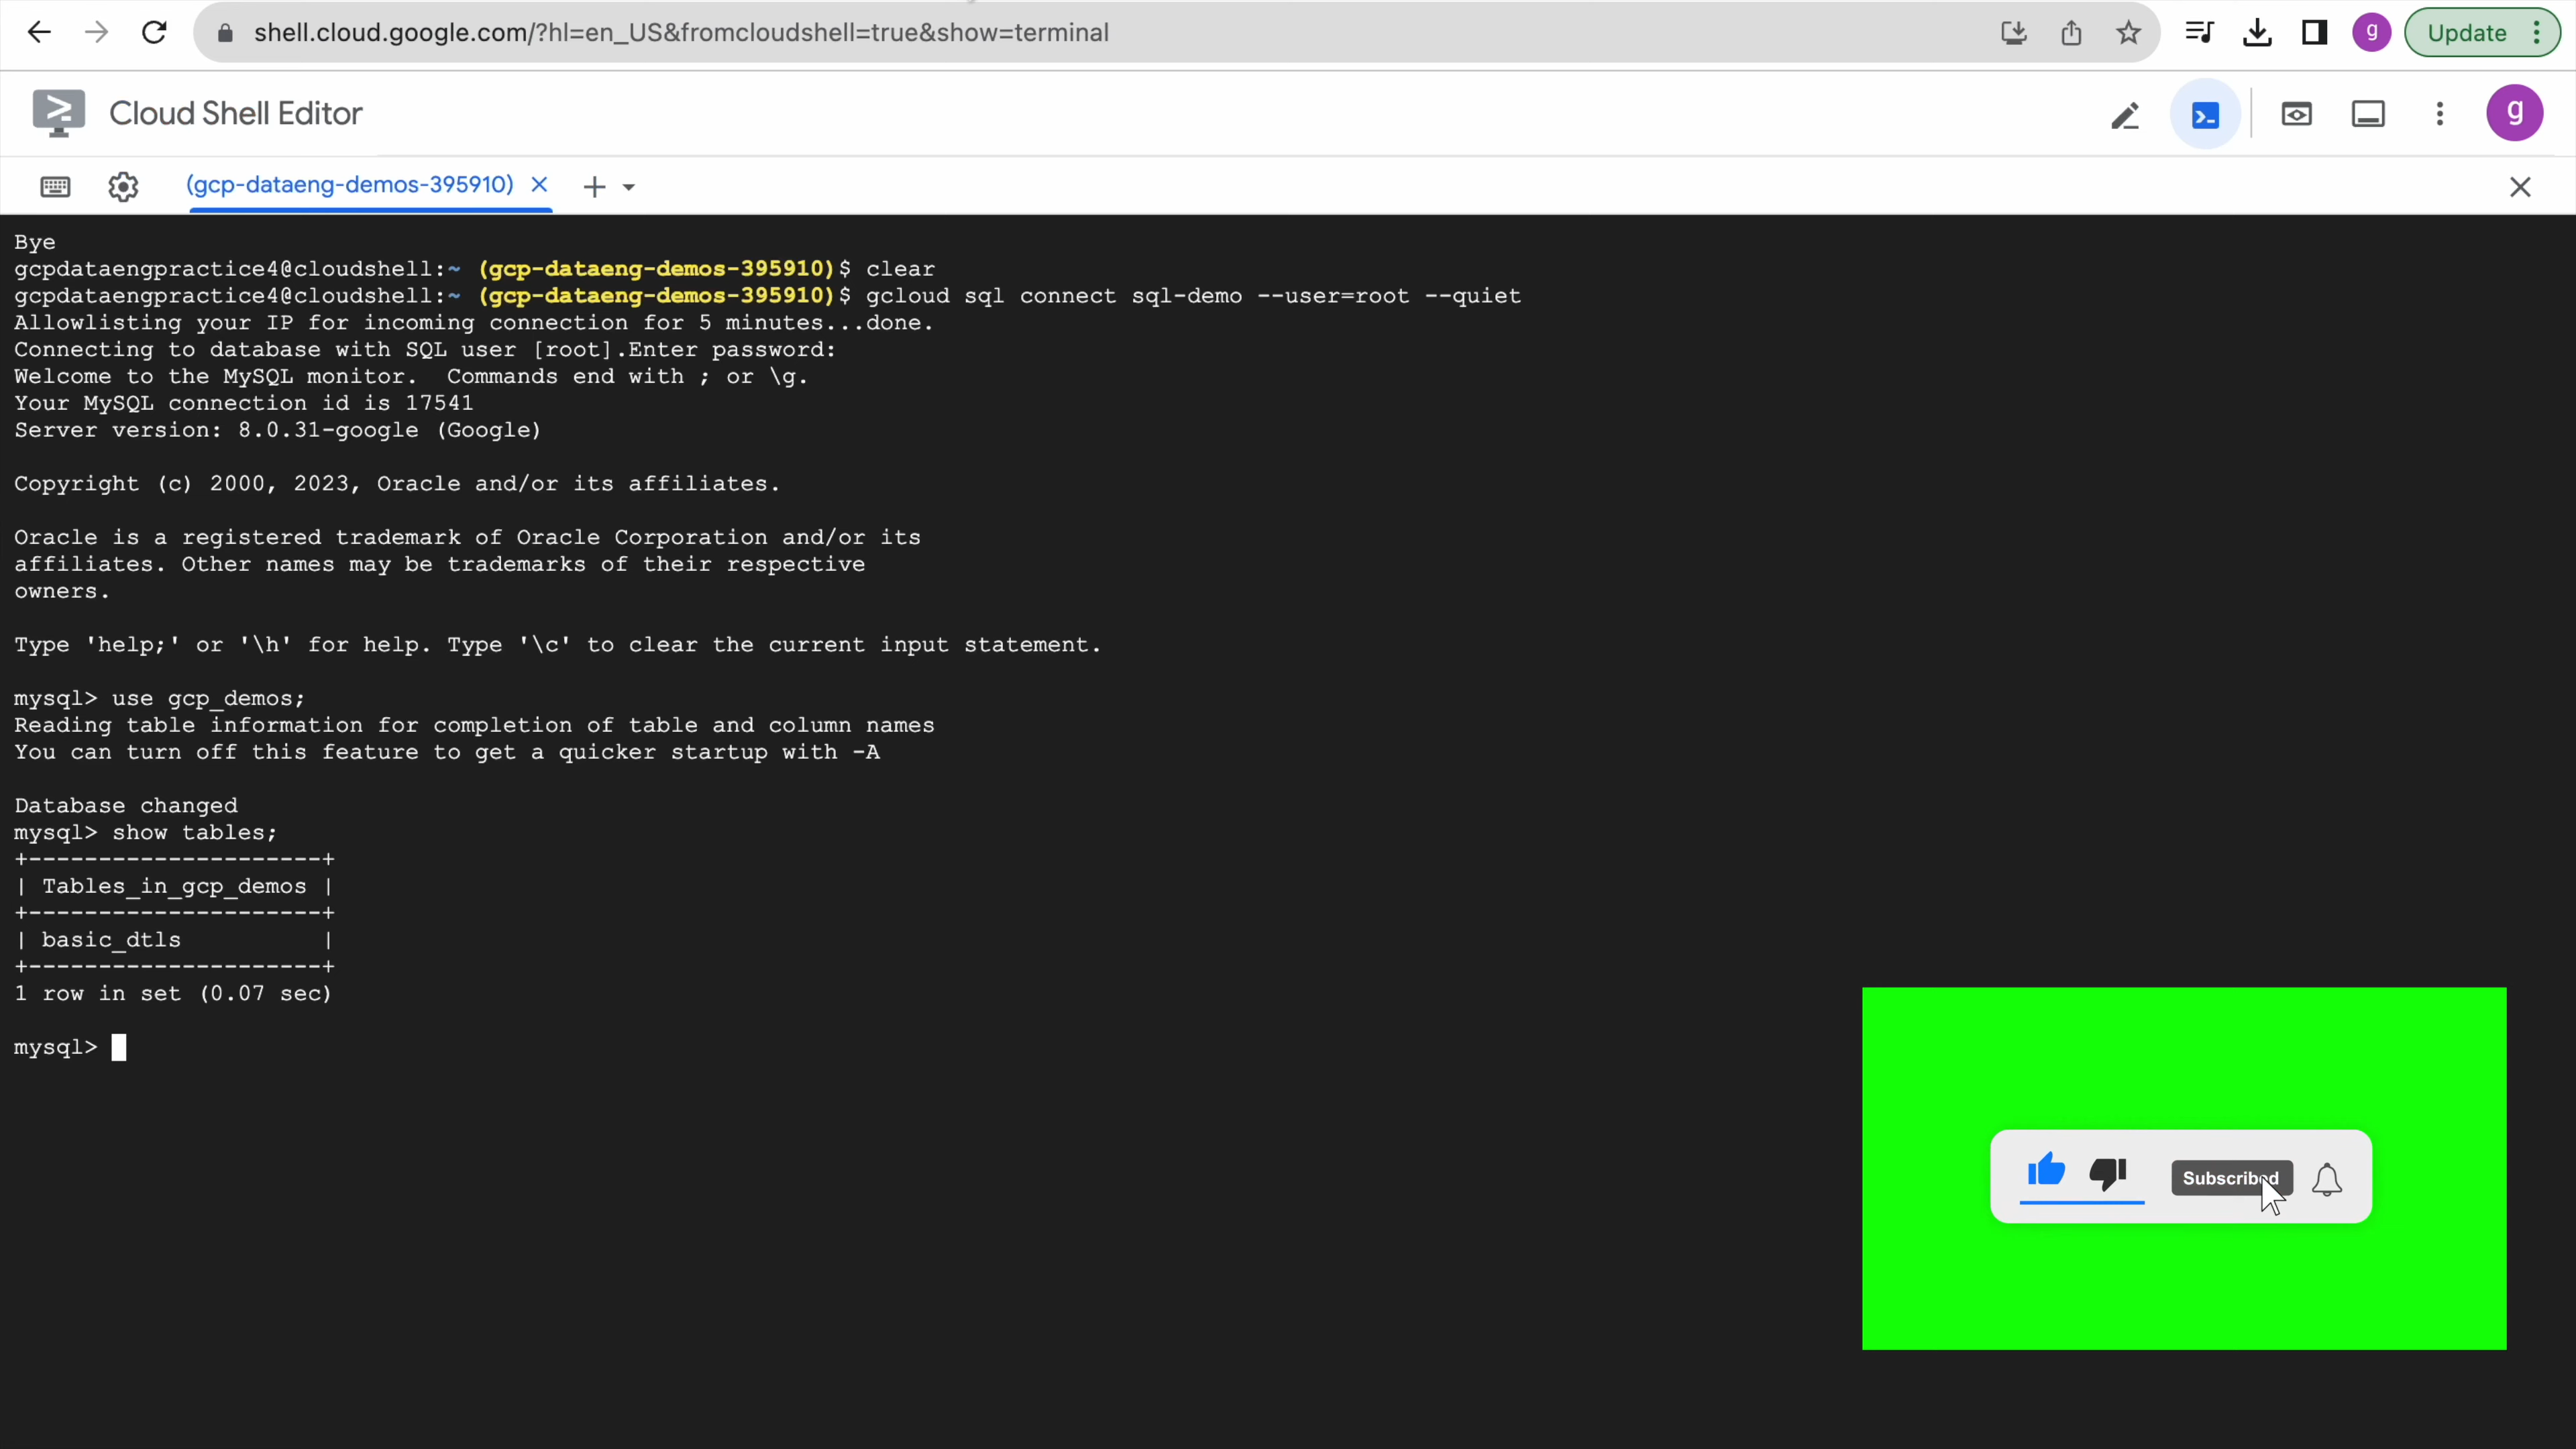 shell.cloud.google.com/?hl=en_US&fromcloudshell=true&show=terminal
g
Update
Cloud Shell Editor
g
(gcp-dataeng-demos-395910)
Bye
gcpdataengpractice4@cloudshell:~ (gcp-dataeng-demos-395910)$ clear
gcpdataengpractice4@cloudshell:~ (gcp-dataeng-demos-395910)$ gcloud sql connect sql-demo --user=root --quiet
Allowlisting your IP for incoming connection for 5 minutes...done.
Connecting to database with SQL user [root].Enter password:
Welcome to the MySQL monitor.  Commands end with ; or \g.
Your MySQL connection id is 17541
Server version: 8.0.31-google (Google)
Copyright (c) 2000, 2023, Oracle and/or its affiliates.
Oracle is a registered trademark of Oracle Corporation and/or its
affiliates. Other names may be trademarks of their respective
owners.
Type 'help;' or '\h' for help. Type '\c' to clear the current input statement.
mysql> use gcp_demos;
Reading table information for completion of table and column names
You can turn off this feature to get a quicker startup with -A
Database changed
mysql> show tables;
+---------------------+
| Tables_in_gcp_demos |
+---------------------+
| basic_dtls          |
+---------------------+
1 row in set (0.07 sec)
mysql>
Subscribed